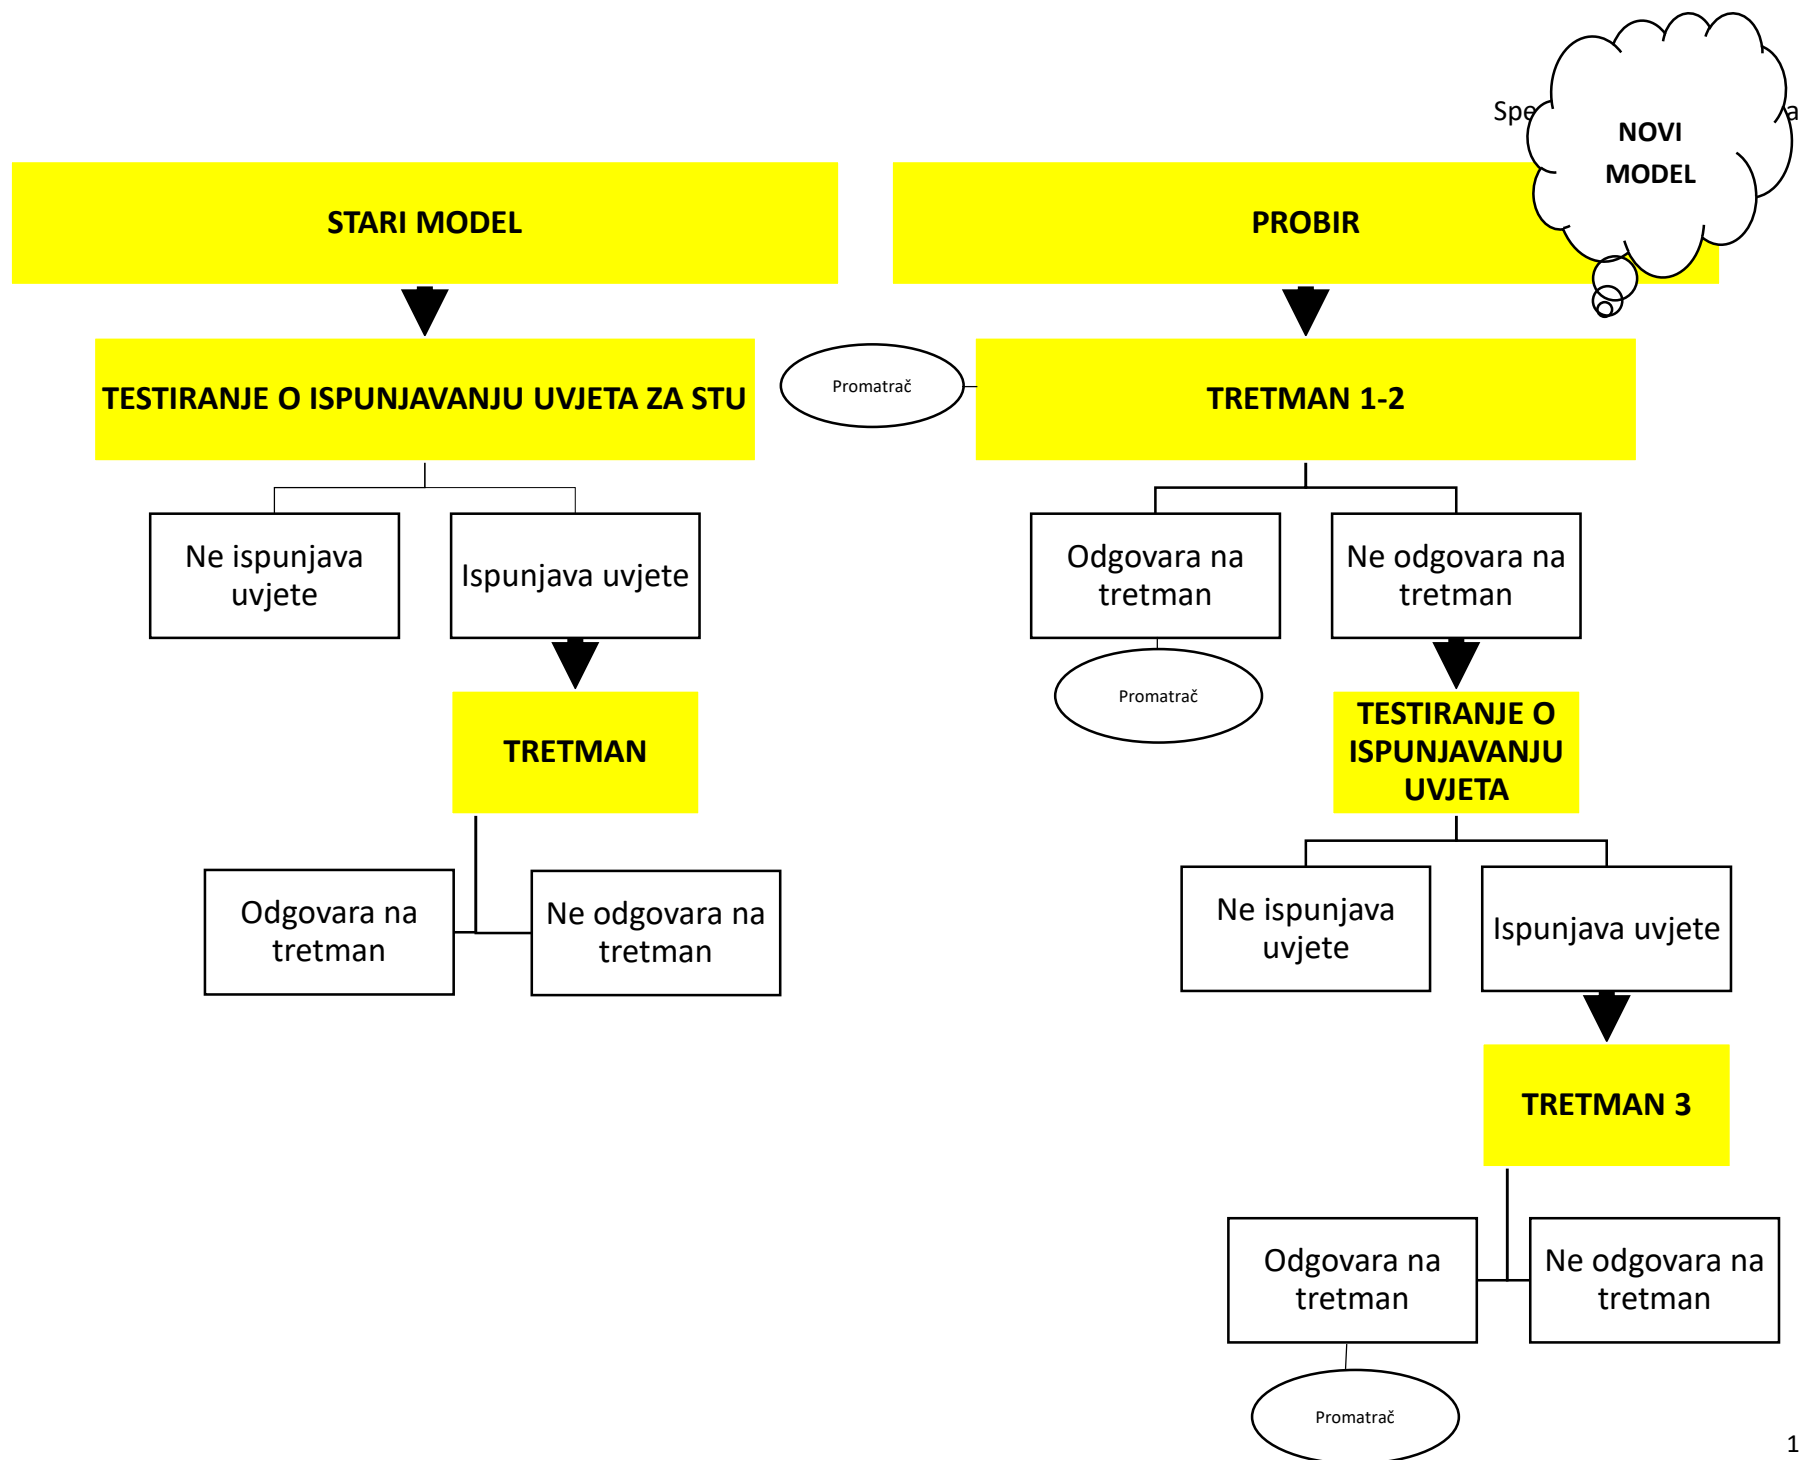 NOVI
MODEL
STARI MODEL
PROBIR
TESTIRANJE O ISPUNJAVANJU UVJETA ZA STU
Promatrač
TRETMAN 1-2
Ne ispunjava
uvjete
Ispunjava uvjete
Odgovara na
tretman
Ne odgovara na
tretman
Promatrač
TRETMAN
TESTIRANJE O
ISPUNJAVANJU
UVJETA
Odgovara na
tretman
Ne odgovara na
tretman
Ne ispunjava
uvjete
Ispunjava uvjete
TRETMAN 3
Odgovara na
tretman
Ne odgovara na
tretman
Promatrač
1